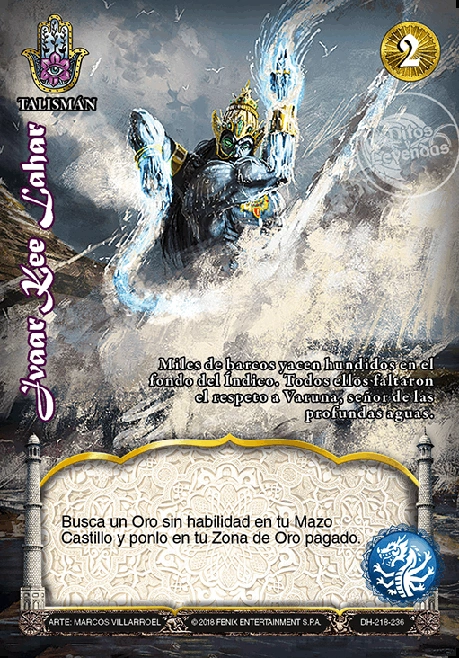 2
TALISMÁN
Mitos
Leyendas
Jvaar Kee Lahar
Miles de barcos yacen hundidos en el
fondo del Índico. Todos ellos faltaron
el respeto a Varuna, señor de las
profundas aguas.
Busca un Oro sin habilidad en tu Mazo
Castillo y ponlo en tu Zona de Oro pagado.
ARTE: MARCOS VILLARROEL © 2018 FENIX ENTERTAINMENT S.P.A. DH-218-236